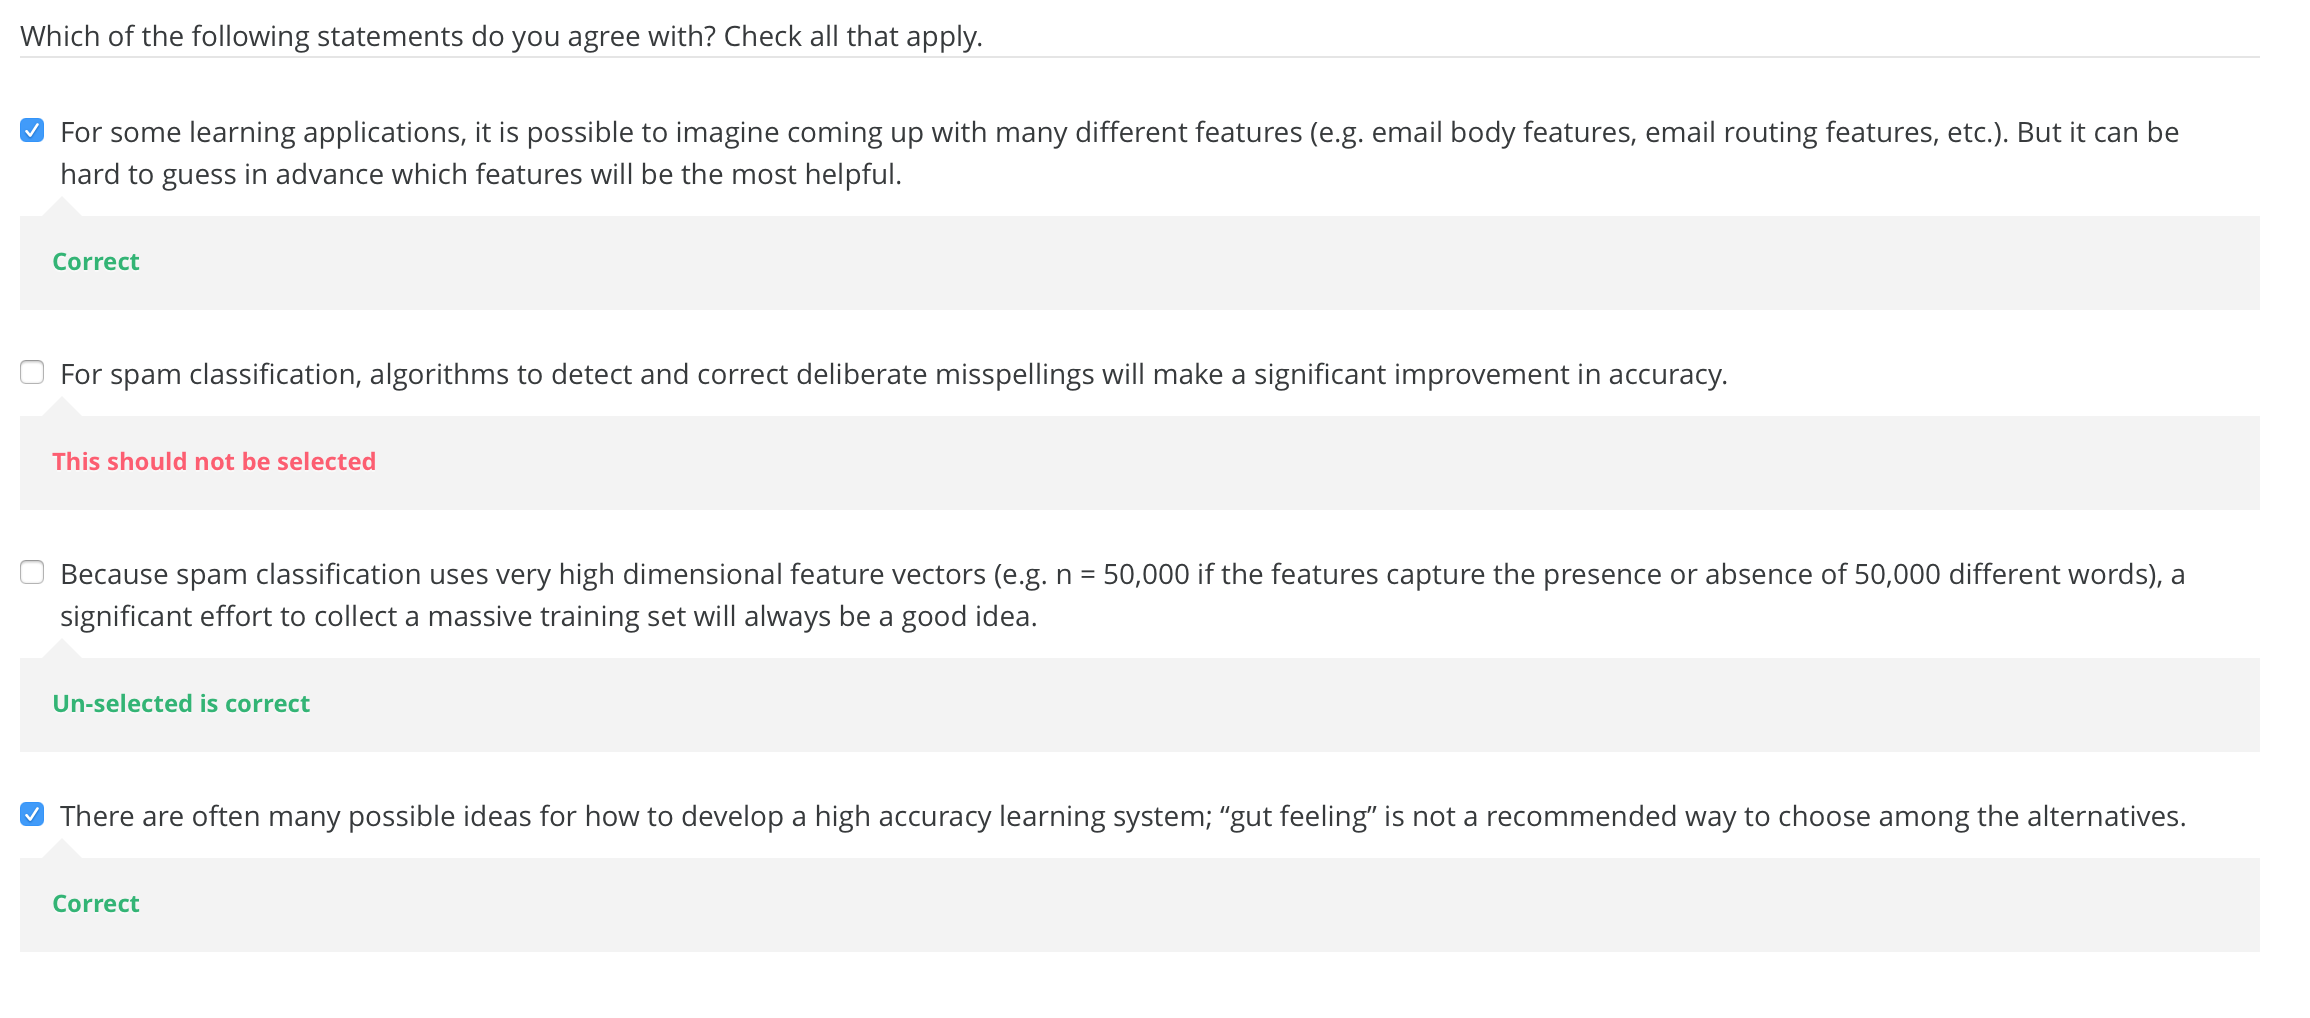 Which of the following statements do you agree with? Check all that apply.
For some learning applications, it is possible to imagine coming up with many different features (e.g. email body features, email routing features, etc.). But it can be
hard to guess in advance which features will be the most helpful.
Correct
For spam classification, algorithms to detect and correct deliberate misspellings will make a significant improvement in accuracy.
This should not be selected
Because spam classification uses very high dimensional feature vectors (e.g. n = 50,000 if the features capture the presence or absence of 50,000 different words), a
significant effort to collect a massive training set will always be a good idea.
Un-selected is correct
There are often many possible ideas for how to develop a high accuracy learning system; “gut feeling” is not a recommended way to choose among the alternatives.
Correct